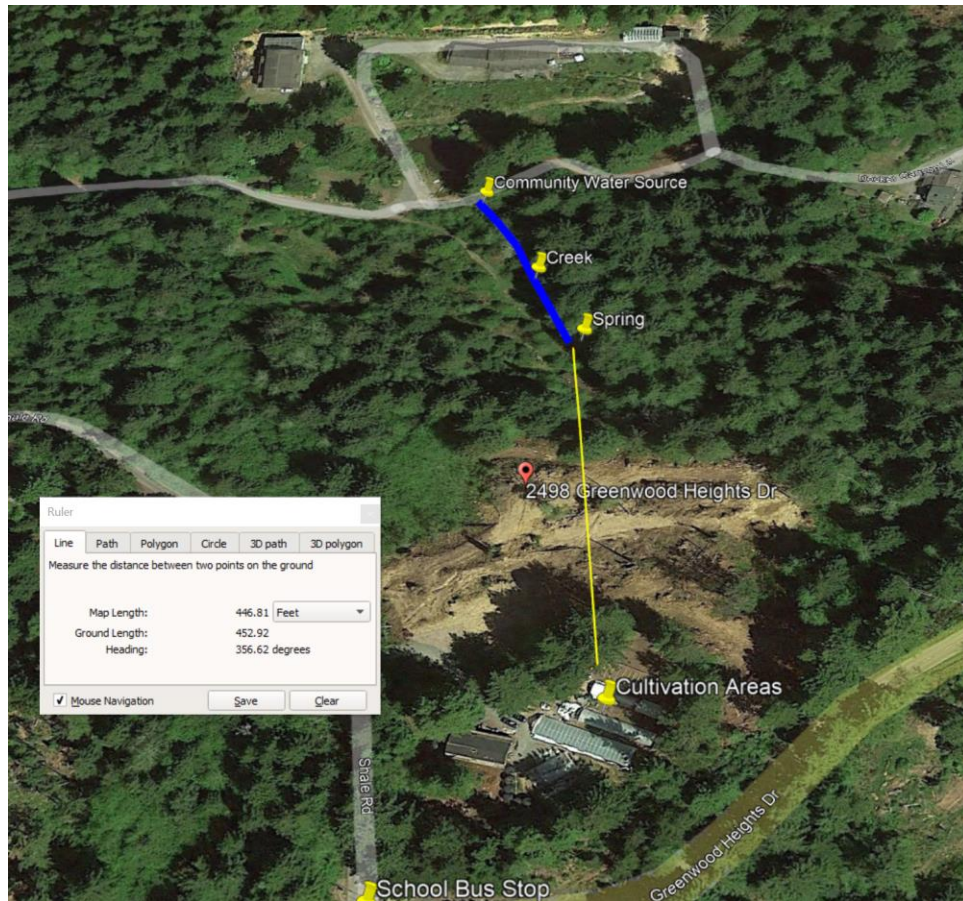 Community Water Source
Creek
Spring
2498 Greenwood Heights Dr
Ruler
Line Path Polygon Circle 3D path 3D polygon
Measure the distance between two points on the ground
Map Length: 446.81 Feet
Ground Length: 452.92
Heading: 356.62 degrees
Mouse Navigation Save Clear
Cultivation Areas
Greenwood Heights Dr
School Bus Stop